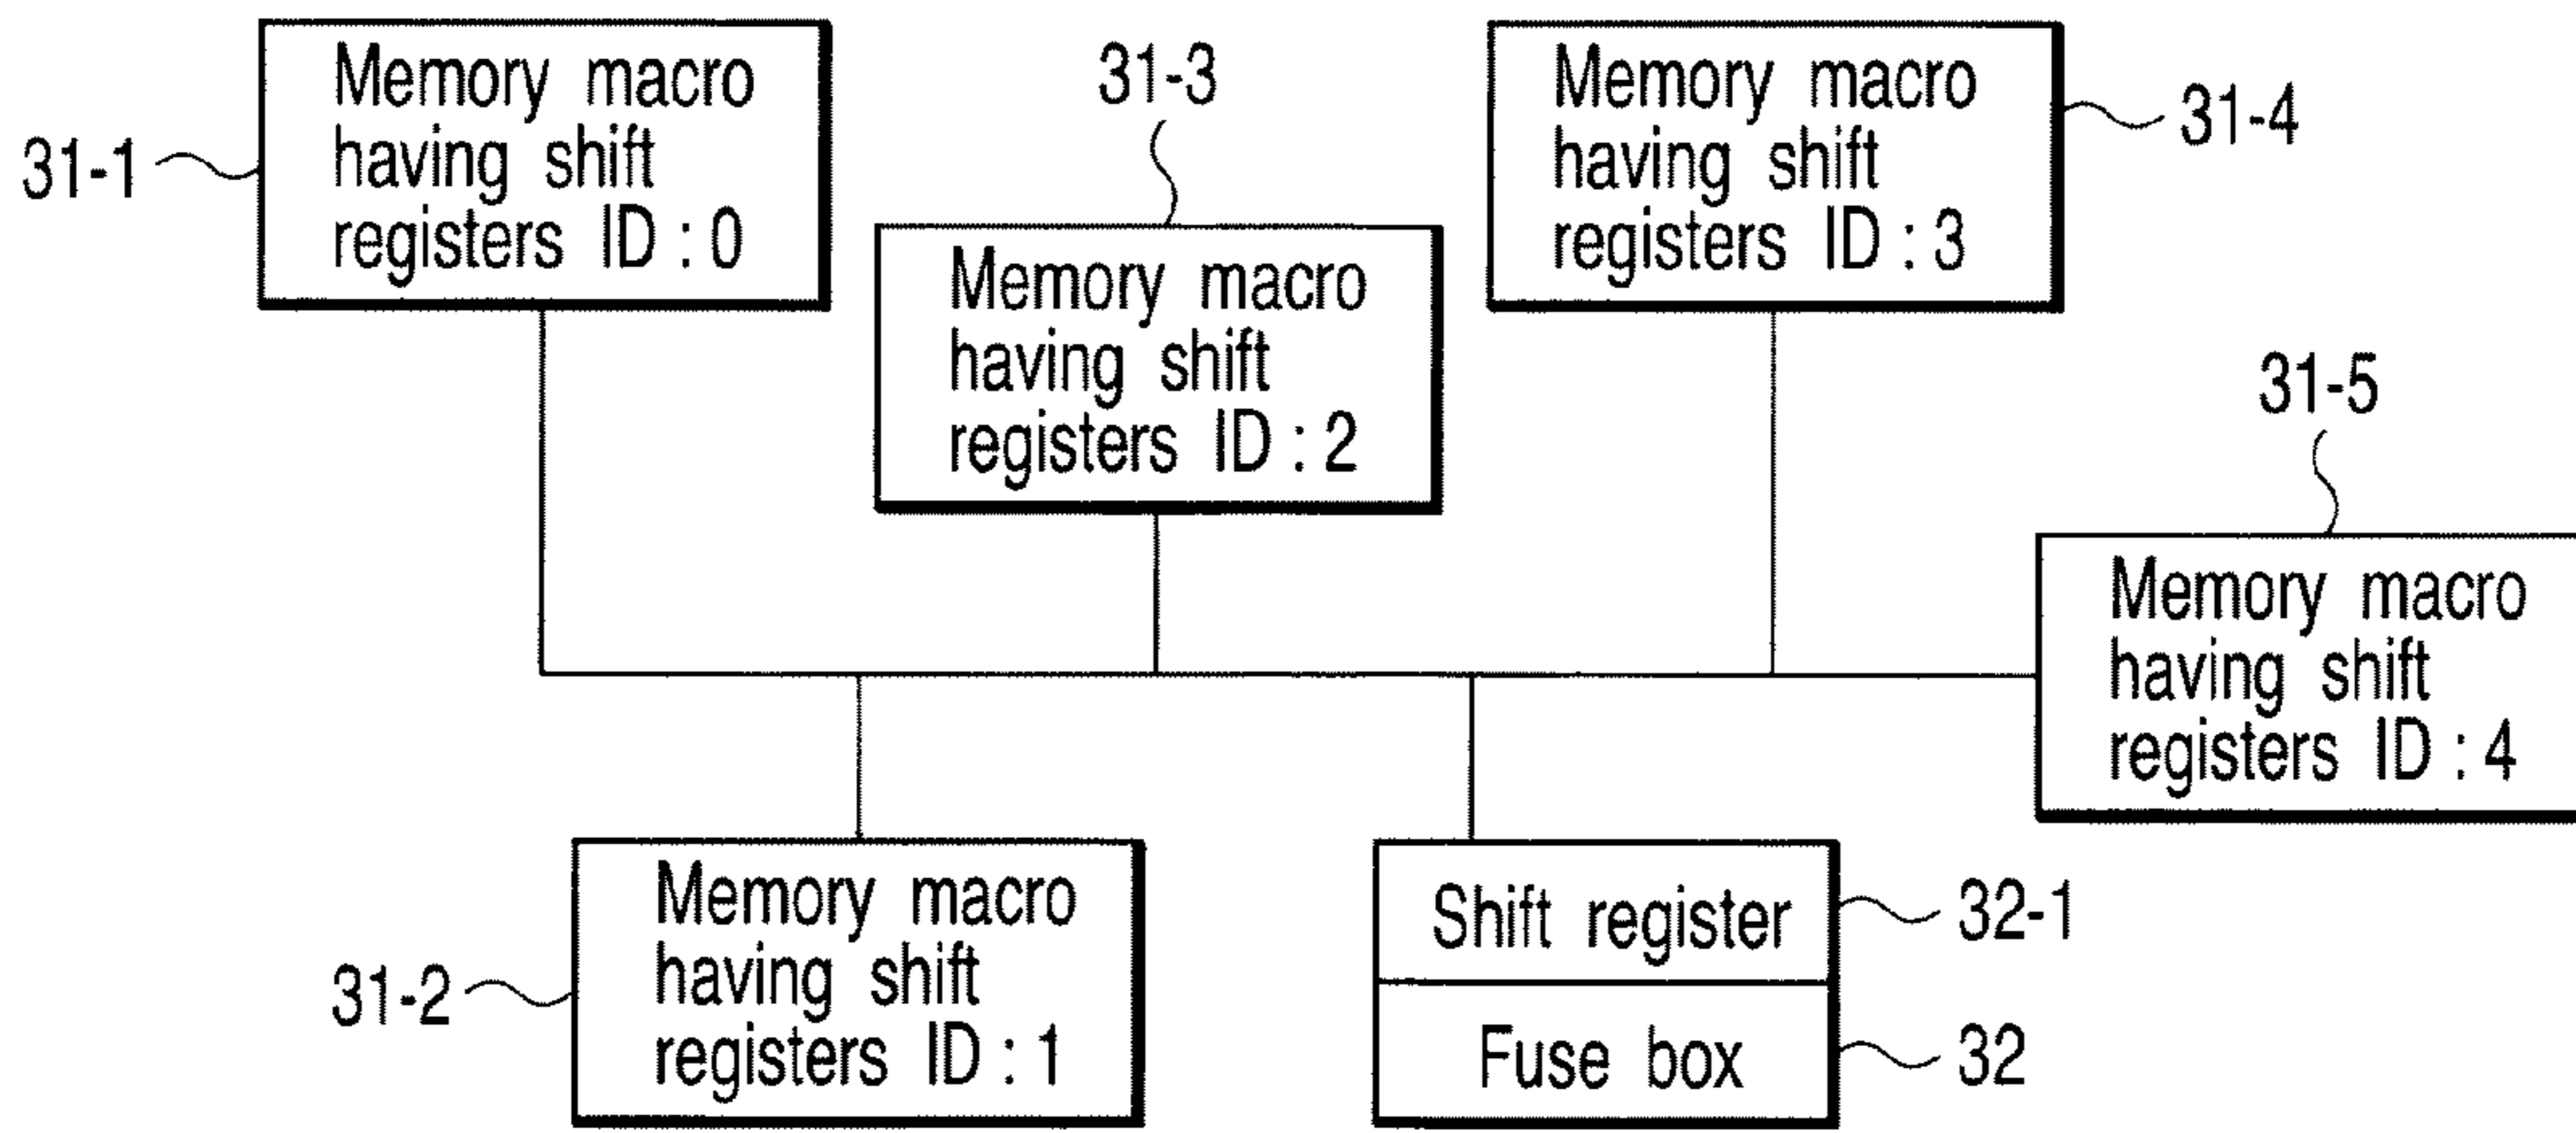 31-1
Memory macro
having shift
registers ID : 0
31-3
Memory macro
having shift
registers ID : 2
Memory macro
having shift
registers ID : 3
31-4
31-5
Memory macro
having shift
registers ID : 4
31-2
Memory macro
having shift
registers ID : 1
Shift register
32-1
Fuse box
32